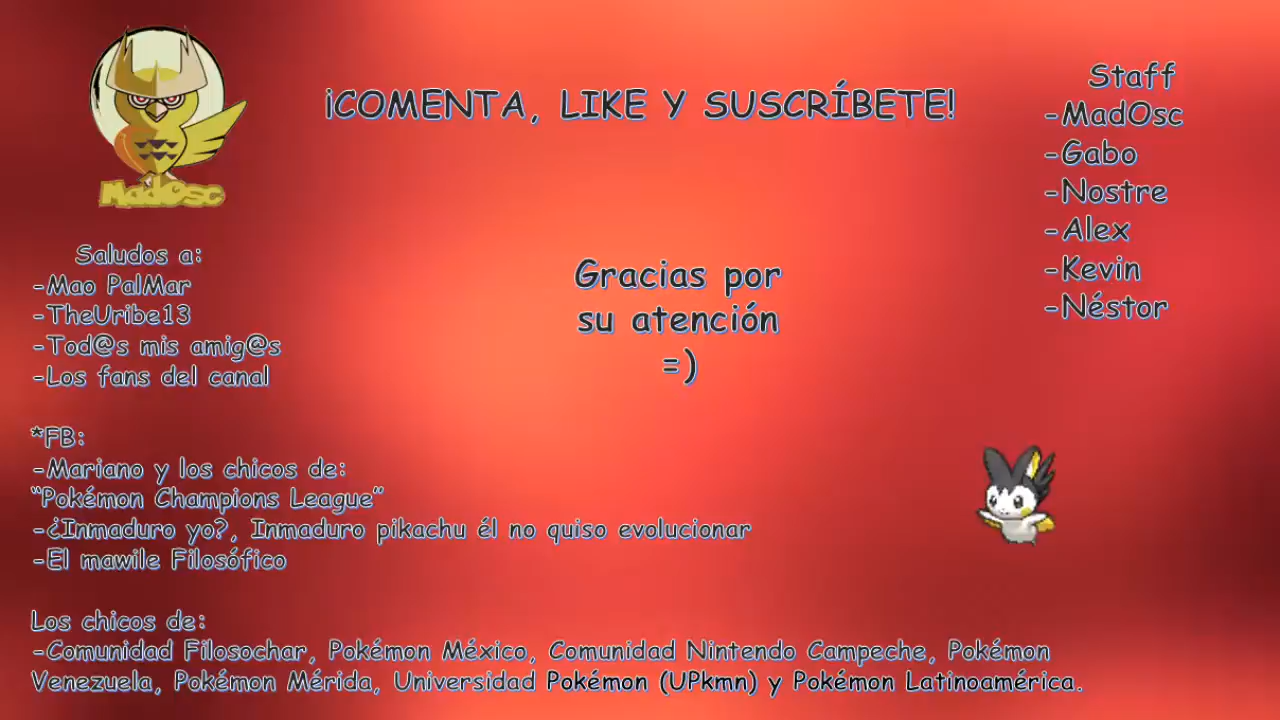 MadOsc
¡COMENTA, LIKE Y SUSCRÍBETE!
Staff
-MadOsc
-Gabo
-Nostre
-Alex
-Kevin
-Néstor
Gracias por
su atención
=)
Saludos a:
-Mao PalMar
-TheUribe13
-Tod@s mis amig@s
-Los fans del canal
*FB:
-Mariano y los chicos de:
“Pokémon Champions League”
-¿Inmaduro yo?, Inmaduro pikachu él no quiso evolucionar
-El mawile Filosófico
Los chicos de:
-Comunidad Filosochar, Pokémon México, Comunidad Nintendo Campeche, Pokémon
Venezuela, Pokémon Mérida, Universidad Pokémon (UPkmn) y Pokémon Latinoamérica.